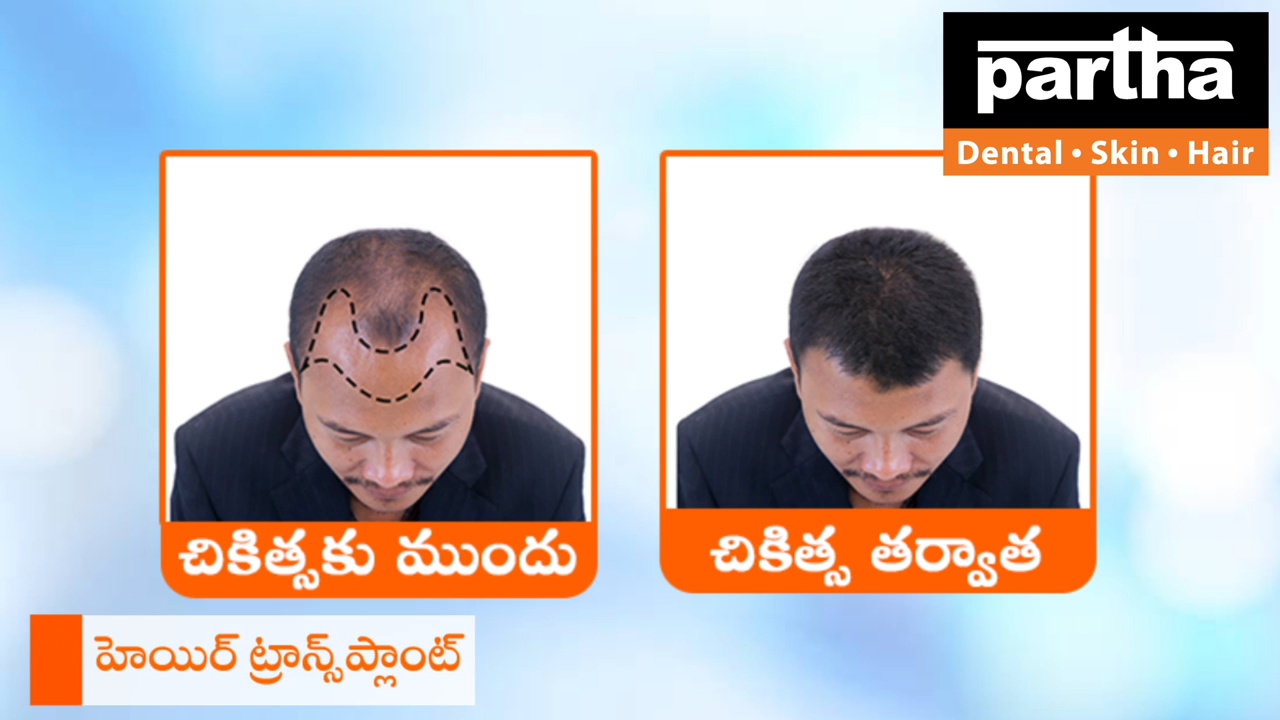 partha
Dental • Skin • Hair
చికిత్సకు ముందు
చికిత్స తర్వాత
హెయిర్ ట్రాన్స్‌ప్లాంట్